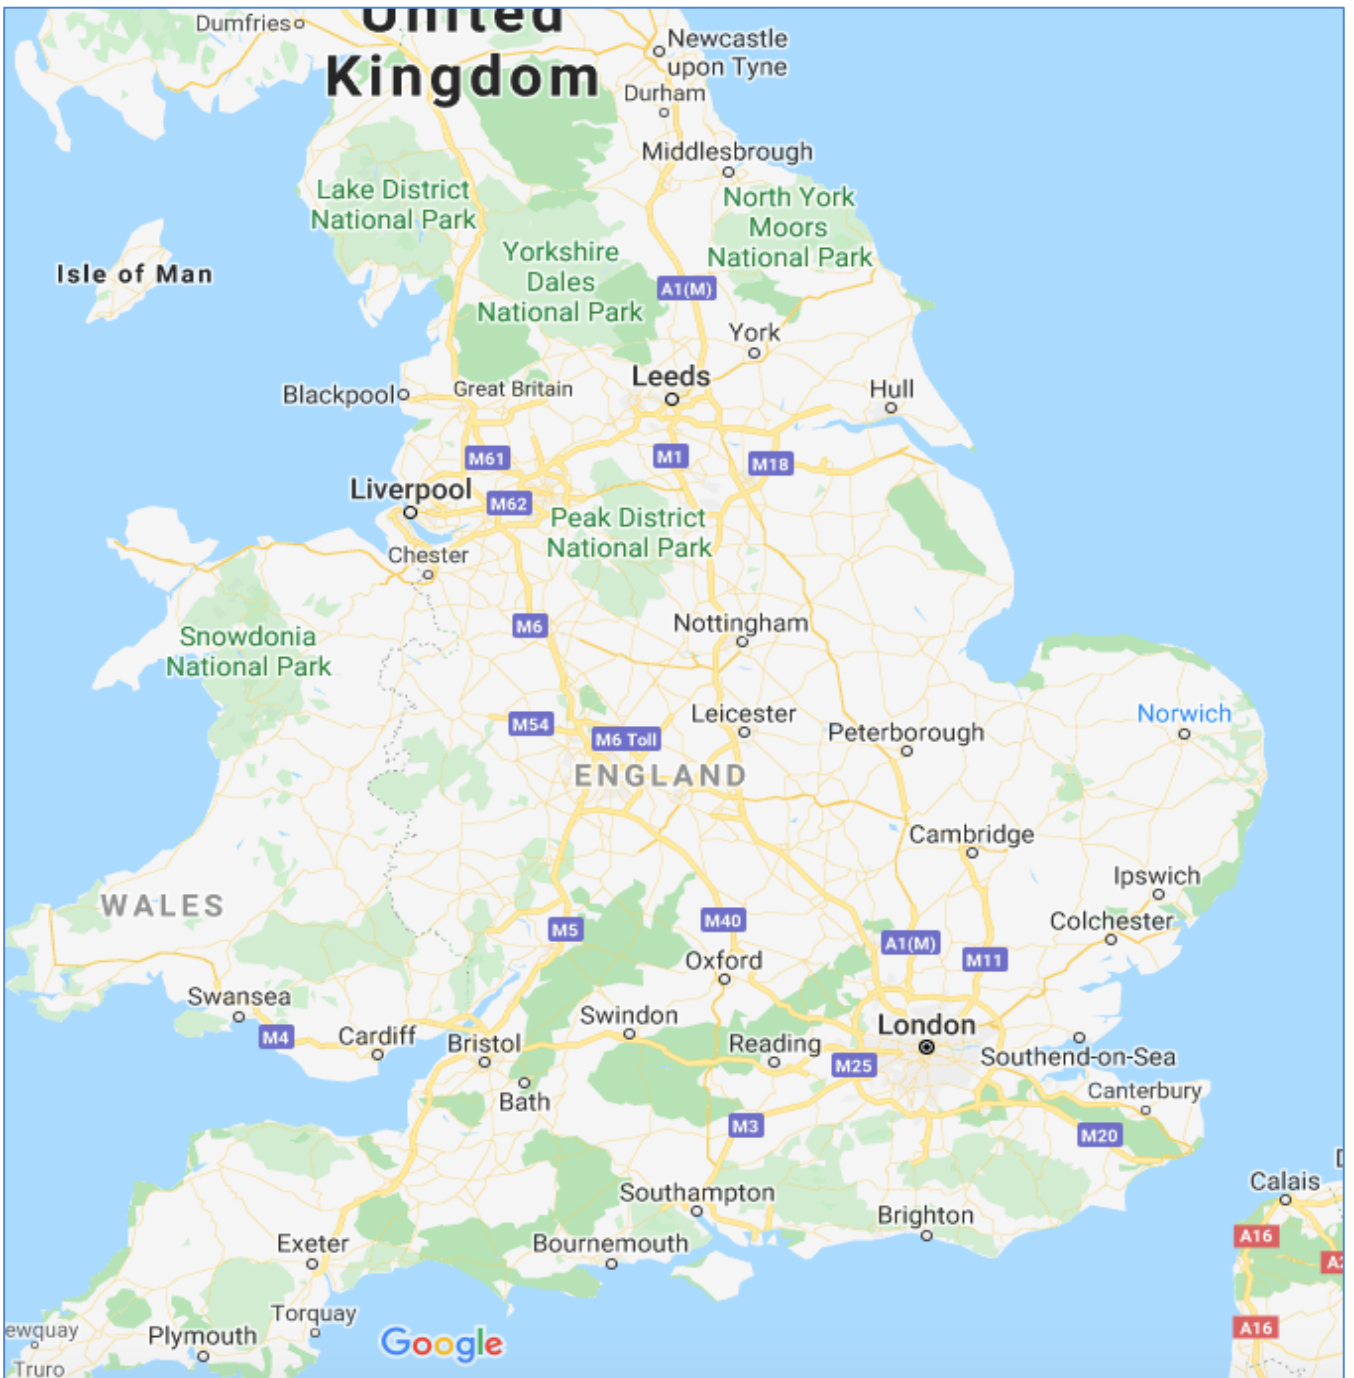 United
Dumfries
Kingdom
Newcastle
upon Tyne
Durham
Middlesbrough
Lake District
National Park
North York
Moors
National Park
Isle of Man
Yorkshire
Dales
National Park
A1(M)
York
Leeds
Blackpool
Great Britain
Hull
M61
M1
M18
Liverpool
M62
Peak District
National Park
Chester
M6
Nottingham
Snowdonia
National Park
M54
M6 Toll
Leicester
Peterborough
Norwich
ENGLAND
Cambridge
Ipswich
WALES
M5
M40
Colchester
A1(M)
M11
Oxford
Swansea
M4
Cardiff
Bristol
Swindon
Reading
London
M25
Southend-on-Sea
Bath
Canterbury
M3
M20
Southampton
Calais
Brighton
A16
Exeter
Bournemouth
Torquay
ewquay
Plymouth
Google
A16
Truro